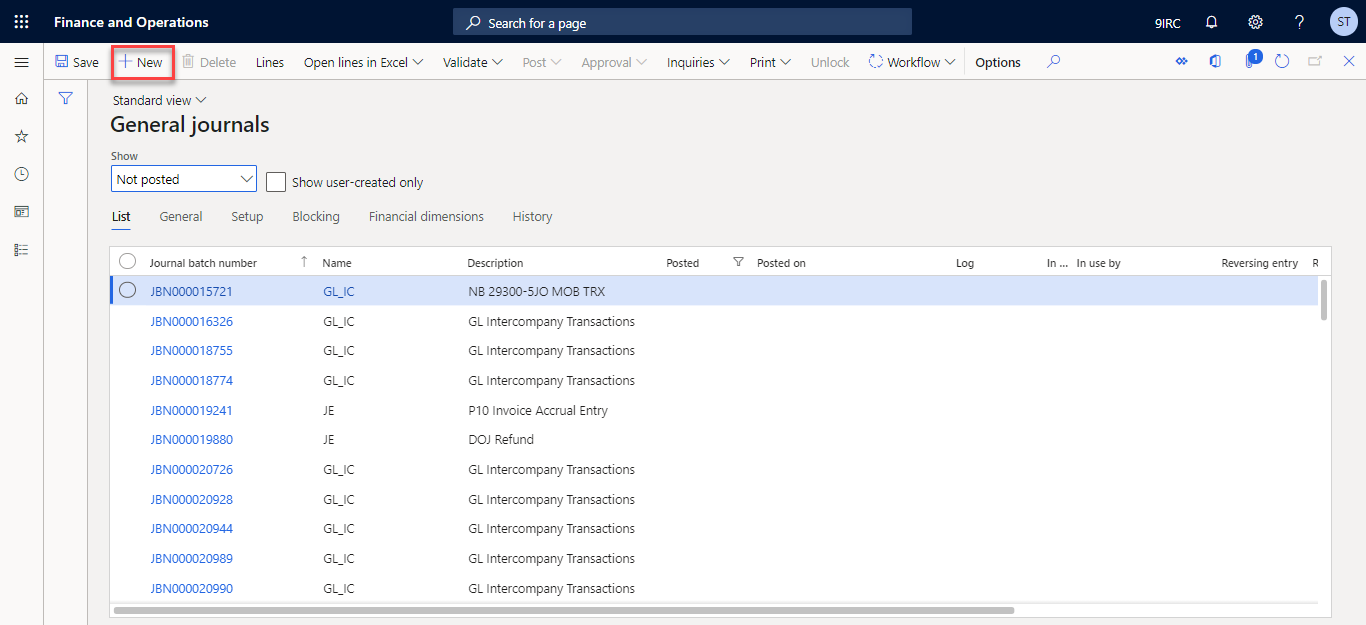 Finance and Operations Search for a page 9IRC ? ST
Save New Delete Lines Open lines in Excel Validate Post Approval Inquiries Print Unlock Workflow Options 1
Standard view
General journals
Show
Not posted Show user-created only
List General Setup Blocking Financial dimensions History
Journal batch number Name Description Posted Posted on Log In ... In use by Reversing entry R
JBN000015721 GL_IC NB 29300-5JO MOB TRX
JBN000016326 GL_IC GL Intercompany Transactions
JBN000018755 GL_IC GL Intercompany Transactions
JBN000018774 GL_IC GL Intercompany Transactions
JBN000019241 JE P10 Invoice Accrual Entry
JBN000019880 JE DOJ Refund
JBN000020726 GL_IC GL Intercompany Transactions
JBN000020928 GL_IC GL Intercompany Transactions
JBN000020944 GL_IC GL Intercompany Transactions
JBN000020989 GL_IC GL Intercompany Transactions
JBN000020990 GL_IC GL Intercompany Transactions